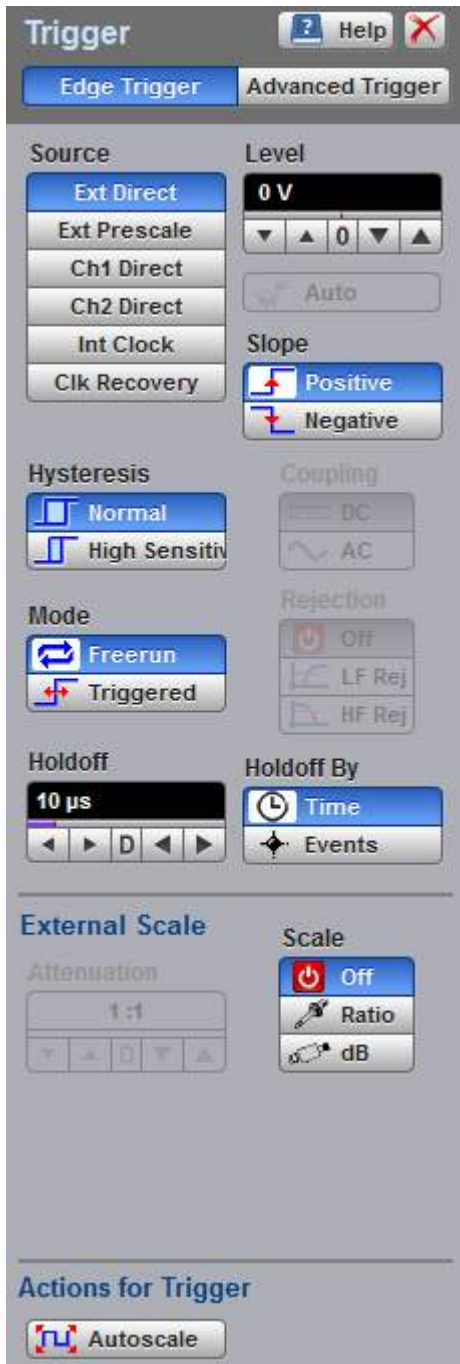 Trigger
? Help
Edge Trigger Advanced Trigger
Source
Ext Direct
Ext Prescale
Ch1 Direct
Ch2 Direct
Int Clock
Clk Recovery
Level
0 V
0
Auto
Slope
Positive
Negative
Hysteresis
Normal
High Sensitiv
Coupling
DC
AC
Mode
Freerun
Triggered
Rejection
Off
LF Rej
HF Rej
Holdoff
10 µs
D
Holdoff By
Time
Events
External Scale
Attenuation
1 :1
D
Scale
Off
Ratio
dB
Actions for Trigger
Autoscale